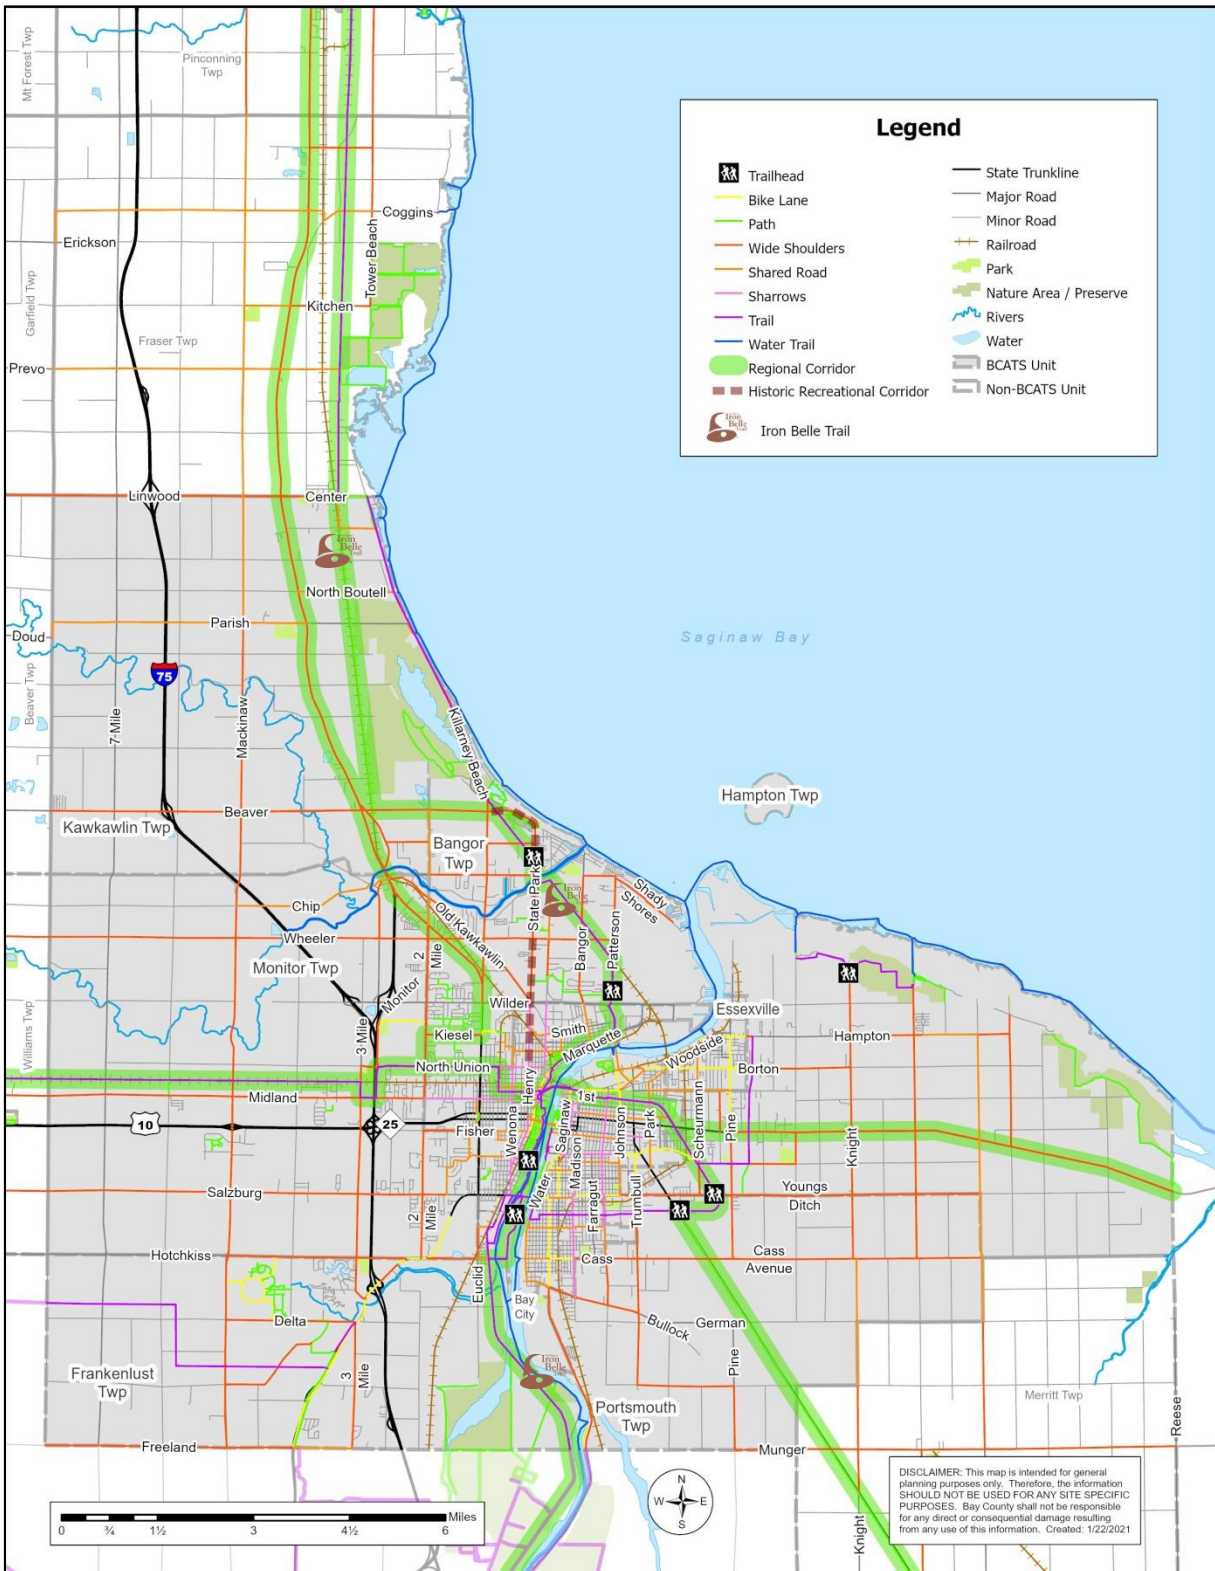 Mt Forest Twp
Pinconning
Twp
Legend
Trailhead
Bike Lane
Path
Wide Shoulders
Shared Road
Sharrows
Trail
Water Trail
Regional Corridor
Historic Recreational Corridor
Iron
Belle
Trail
Iron Belle Trail
State Trunkline
Major Road
Minor Road
Railroad
Park
Nature Area / Preserve
Rivers
Water
BCATS Unit
Non-BCATS Unit
Coggins
Erickson
Tower Beach
Garfield Twp
Kitchen
Fraser Twp
Prevo
Linwood
Center
Iron
Belle
North Boutell
Parish
Doud
Saginaw Bay
75
Beaver Twp
7-Mile
Mackinaw
Killarney Beach
Hampton Twp
Beaver
Kawkawlin Twp
Bangor
Twp
State Park
Shady
Shores
Iron
Belle
Chip
Old Kawkawlin
Bangor
Patterson
Wheeler
2
Mile
Monitor Twp
Monitor
Wilder
Essexville
Williams Twp
3-Mile
Kiesel
Smith
Marquette
Woodside
Hampton
North Union
Henry
Borton
Midland
1st
10
25
Fisher
Wenona
Saginaw
Madison
Johnson
Park
Scheurmann
Pine
Knight
Salzburg
2
Mile
Water
Farragut
Trumbull
Youngs
Ditch
Hotchkiss
Euclid
Cass
Cass
Avenue
Bay
City
Delta
Bullock
German
Iron
Belle
3
Mile
Pine
Frankenlust
Twp
Merritt Twp
Portsmouth
Twp
Reese
Freeland
Munger
N
W
E
S
Knight
Miles
0
¾
1½
3
4½
6
DISCLAIMER: This map is intended for general
planning purposes only. Therefore, the information
SHOULD NOT BE USED FOR ANY SITE SPECIFIC
PURPOSES. Bay County shall not be responsible
for any direct or consequential damage resulting
from any use of this information. Created: 1/22/2021